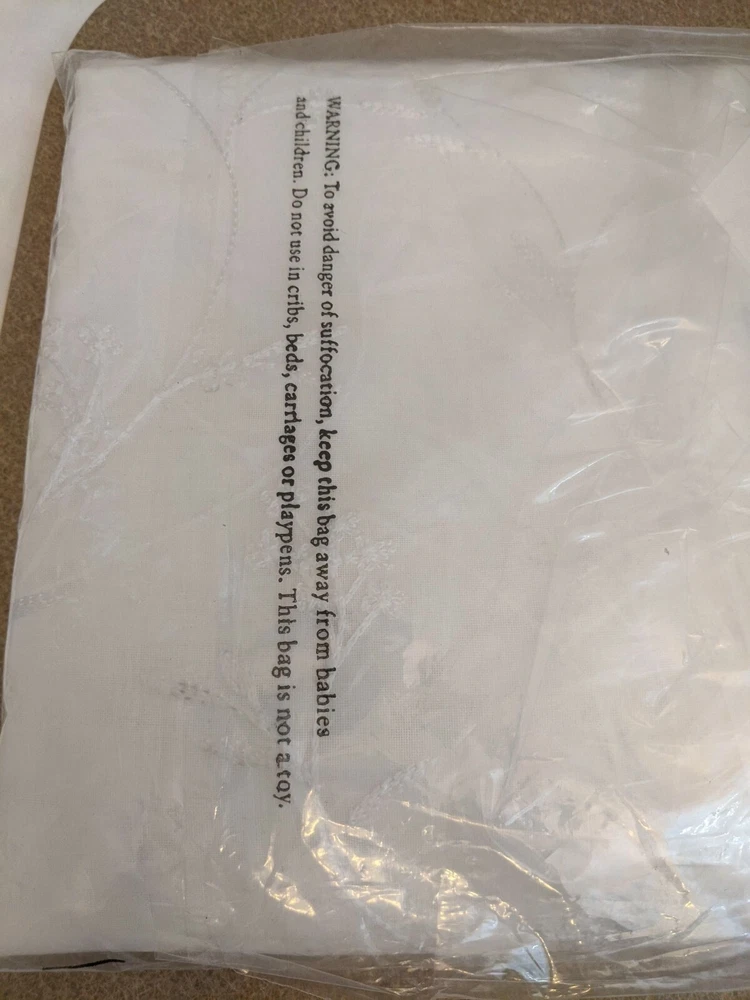 WARNING: To avoid danger of suffocation, keep this bag away from babies
and children. Do not use in cribs, beds, carriages or playpens. This bag is not a toy.